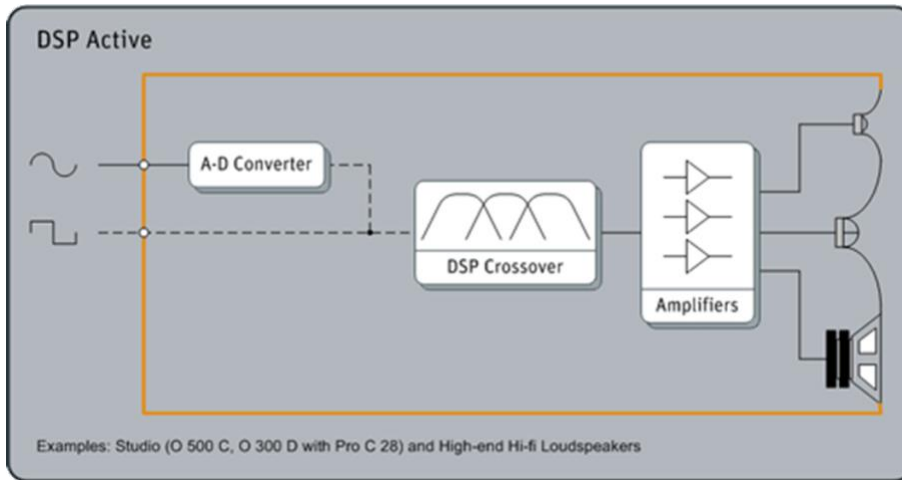 DSP Active
A-D Converter
DSP Crossover
Amplifiers
Examples: Studio (O 500 C, O 300 D with Pro C 28) and High-end Hi-fi Loudspeakers